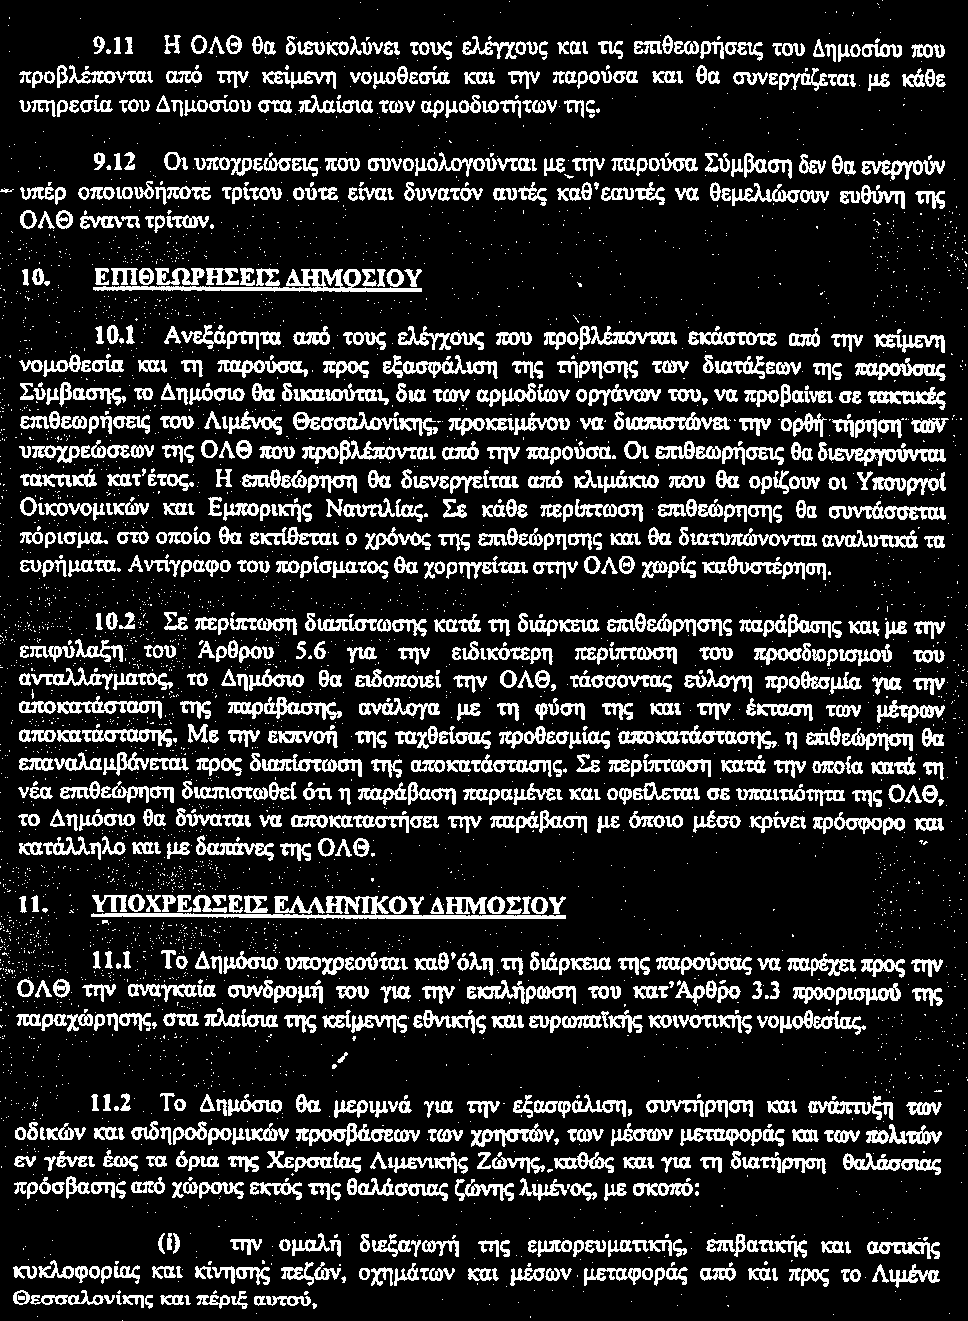 9.11 Η ΟΛΘ θα διευκολύνει τους ελέγχους και τις επιθεωρήσεις του Δημοσίου που
προβλέπονται από την κείμενη νομοθεσία και την παρούσα και θα συνεργάζεται με κάθε
υπηρεσία του Δημοσίου στα πλαίσια των αρμοδιοτήτων της.
9.12 Οι υποχρεώσεις που συνομολογούνται με την παρούσα Σύμβαση δεν θα ενεργούν
υπέρ οποιουδήποτε τρίτου ούτε είναι δυνατόν αυτές καθ’εαυτές να θεμελιώσουν ευθύνη της
ΟΛΘ έναντι τρίτων.
10. ΕΠΙΘΕΩΡΗΣΕΙΣ ΔΗΜΟΣΙΟΥ
10.1 Ανεξάρτητα από τους ελέγχους που προβλέπονται εκάστοτε από την κείμενη
νομοθεσία και τη παρούσα, προς εξασφάλιση της τήρησης των διατάξεων της παρούσας
Σύμβασης, το Δημόσιο θα δικαιούται, δια των αρμοδίων οργάνων του, να προβαίνει σε τακτικές
επιθεωρήσεις του Λιμένος Θεσσαλονίκης, προκειμένου να διαπιστώνει την ορθή τήρηση των
υποχρεώσεων της ΟΛΘ που προβλέπονται από την παρούσα. Οι επιθεωρήσεις θα διενεργούνται
τακτικά κατ’έτος. Η επιθεώρηση θα διενεργείται από κλιμάκιο που θα ορίζουν οι Υπουργοί
Οικονομικών και Εμπορικής Ναυτιλίας. Σε κάθε περίπτωση επιθεώρησης θα συντάσσεται
πόρισμα, στο οποίο θα εκτίθεται ο χρόνος της επιθεώρησης και θα διατυπώνονται αναλυτικά τα
ευρήματα. Αντίγραφο του πορίσματος θα χορηγείται στην ΟΛΘ χωρίς καθυστέρηση.
10.2 Σε περίπτωση διαπίστωσης κατά τη διάρκεια επιθεώρησης παράβασης και με την
επιφύλαξη του Άρθρου 5.6 για την ειδικότερη περίπτωση του προσδιορισμού του
ανταλλάγματος, το Δημόσιο θα ειδοποιεί την ΟΛΘ, τάσσοντας εύλογη προθεσμία για την
αποκατάσταση της παράβασης, ανάλογα με τη φύση της και την έκταση των μέτρων
αποκατάστασης. Με την εκπνοή της ταχθείσας προθεσμίας αποκατάστασης, η επιθεώρηση θα
επαναλαμβάνεται προς διαπίστωση της αποκατάστασης. Σε περίπτωση κατά την οποία κατά τη
νέα επιθεώρηση διαπιστωθεί ότι η παράβαση παραμένει και οφείλεται σε υπαιτιότητα της ΟΛΘ,
το Δημόσιο θα δύναται να αποκαταστήσει την παράβαση με όποιο μέσο κρίνει πρόσφορο και
κατάλληλο και με δαπάνες της ΟΛΘ.
11. ΥΠΟΧΡΕΩΣΕΙΣ ΕΛΛΗΝΙΚΟΥ ΔΗΜΟΣΙΟΥ
11.1 Το Δημόσιο υποχρεούται καθ’όλη τη διάρκεια της παρούσας να παρέχει προς την
ΟΛΘ την αναγκαία συνδρομή του για την εκπλήρωση του κατ’Άρθρο 3.3 προορισμού της
παραχώρησης, στα πλαίσια της κείμενης εθνικής και ευρωπαϊκής κοινοτικής νομοθεσίας.
11.2 Το Δημόσιο θα μεριμνά για την εξασφάλιση, συντήρηση και ανάπτυξη των
οδικών και σιδηροδρομικών προσβάσεων των χρηστών, των μέσων μεταφοράς και των πολιτών
εν γένει έως τα όρια της Χερσαίας Λιμενικής Ζώνης, καθώς και για τη διατήρηση θαλάσσιας
πρόσβασης από χώρους εκτός της θαλάσσιας ζώνης λιμένος, με σκοπό:
(i) την ομαλή διεξαγωγή της εμπορευματικής, επιβατικής και αστικής
κυκλοφορίας και κίνησης πεζών, οχημάτων και μέσων μεταφοράς από και προς το Λιμένα
Θεσσαλονίκης και πέριξ αυτού,